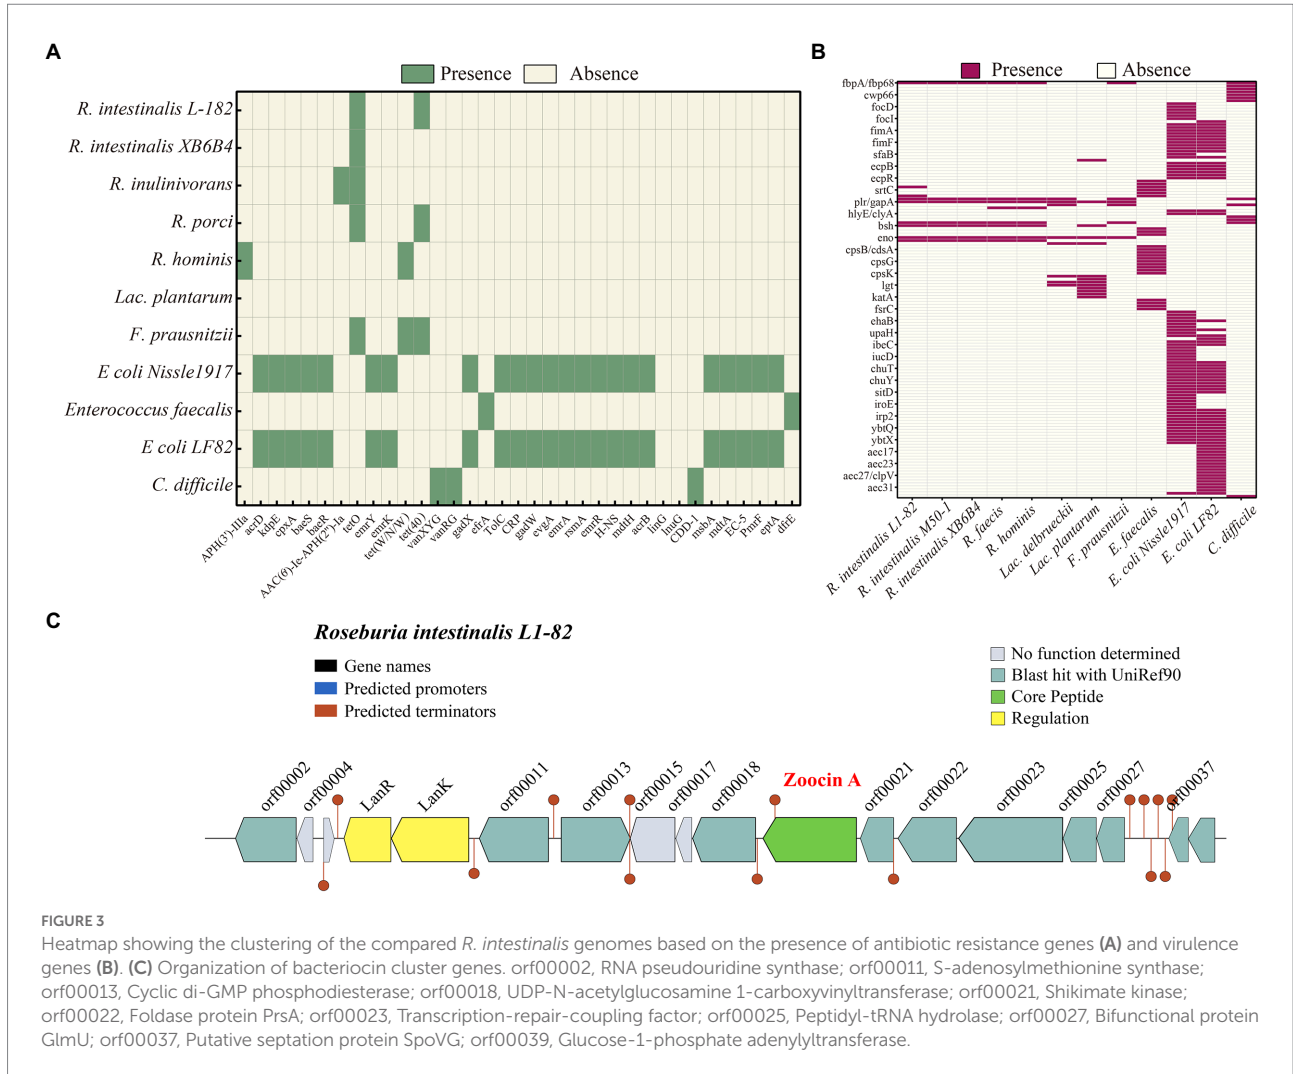 A
Presence
Absence
R. intestinalis L-182
R. intestinalis XB6B4
R. inulinivorans
R. porci
R. hominis
Lac. plantarum
F. prausnitzii
E coli Nissle1917
Enterococcus faecalis
E coli LF82
C. difficile
APH(3')-IIIa
acrD
kdpE
cpxA
baeS
baeR
AAC(6')-Ie-APH(2'')-Ia
tetO
emrY
emrK
tet(W/N/W)
tet(40)
vanXYG
vanRG
gadX
efrA
TolC
CRP
gadW
evgA
emrA
rsmA
emrR
H-NS
mdtH
acrB
lnrG
lnuG
CDD-1
msbA
mdtA
EC-5
PmrF
eptA
dfrE
B
Presence
Absence
fbpA/fbp68
cwp66
focD
focI
fimA
fimF
sfaB
ecpB
ecpR
srtC
plr/gapA
hlyE/clyA
bsh
eno
cpsB/cdsA
cpsG
cpsK
lgt
katA
fsrC
chaB
upaH
ibeC
iucD
chuT
chuY
sitD
iroE
irp2
ybtQ
ybtX
aec17
aec23
aec27/clpV
aec31
R. intestinalis L1-82
R. intestinalis M50-1
R. intestinalis XB6B4
R. faecis
R. hominis
Lac. delbrueckii
Lac. plantarum
F. prausnitzii
E. faecalis
E. coli Nissle1917
E. coli LF82
C. difficile
C
Roseburia intestinalis L1-82
Gene names
Predicted promoters
Predicted terminators
No function determined
Blast hit with UniRef90
Core Peptide
Regulation
orf00002
orf00004
LanR
LanK
orf00011
orf00013
orf00015
orf00017
orf00018
Zoocin A
orf00021
orf00022
orf00023
orf00025
orf00027
orf00037
FIGURE 3
Heatmap showing the clustering of the compared R. intestinalis genomes based on the presence of antibiotic resistance genes (A) and virulence
genes (B). (C) Organization of bacteriocin cluster genes. orf00002, RNA pseudouridine synthase; orf00011, S-adenosylmethionine synthase;
orf00013, Cyclic di-GMP phosphodiesterase; orf00018, UDP-N-acetylglucosamine 1-carboxyvinyltransferase; orf00021, Shikimate kinase;
orf00022, Foldase protein PrsA; orf00023, Transcription-repair-coupling factor; orf00025, Peptidyl-tRNA hydrolase; orf00027, Bifunctional protein
GlmU; orf00037, Putative septation protein SpoVG; orf00039, Glucose-1-phosphate adenylyltransferase.